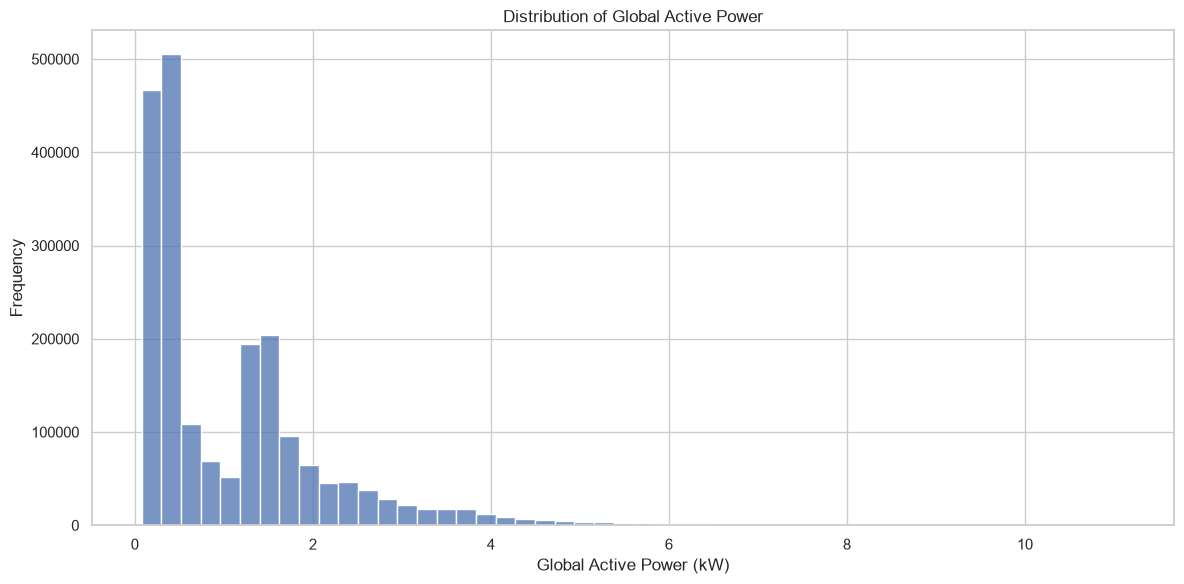 Distribution of Global Active Power
500000
400000
300000
200000
100000
0
Frequency
0 2 4 6 8 10
Global Active Power (kW)